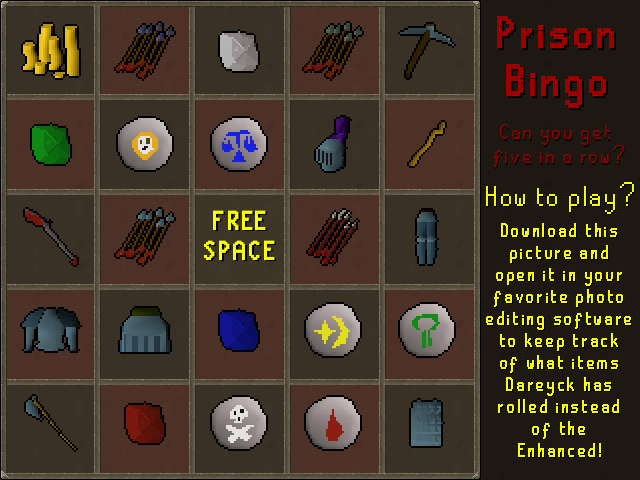 Prison
Bingo
Can you get
five in a row?
How to play?
Download this
picture and
open it in your
favorite photo
editing software
to keep track
of what items
Dareyck has
rolled instead
of the
Enhanced!
FREE
SPACE